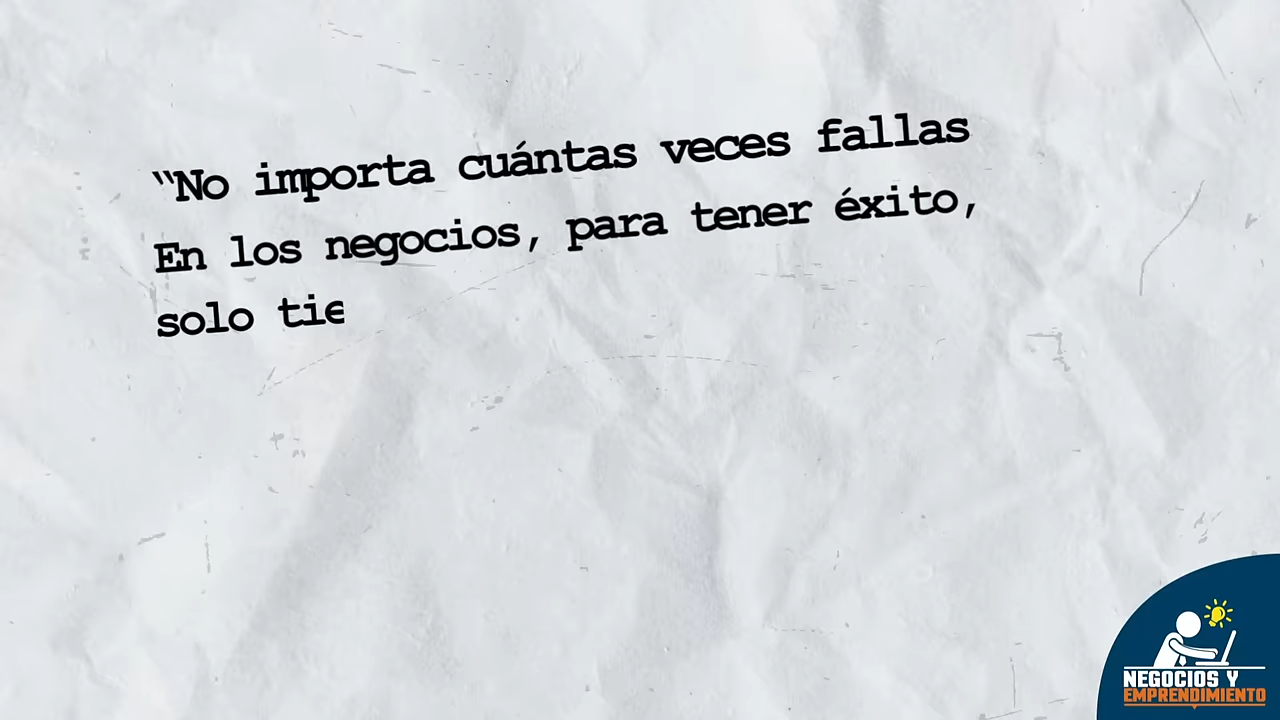 “No importa cuántas veces fallas
En los negocios, para tener éxito,
solo tie
NEGOCIOS Y
EMPRENDIMIENTO